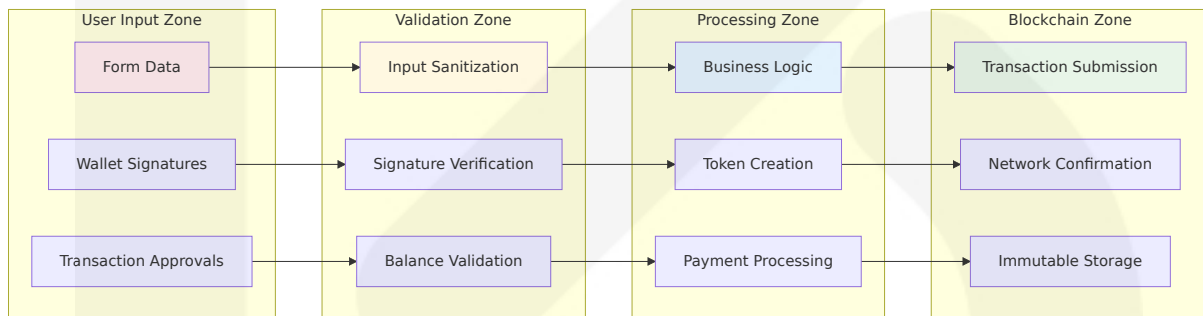 User Input Zone
Validation Zone
Processing Zone
Blockchain Zone
Form Data
Input Sanitization
Business Logic
Transaction Submission
Wallet Signatures
Signature Verification
Token Creation
Network Confirmation
Transaction Approvals
Balance Validation
Payment Processing
Immutable Storage